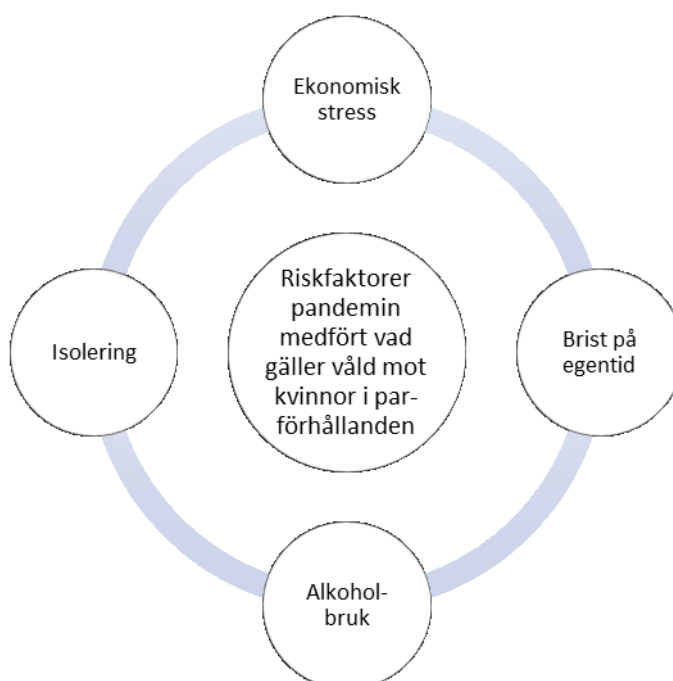 Ekonomisk
stress
Riskfaktorer
pandemin
medfört vad
gäller våld mot
kvinnor i par-
förhållanden
Isolering
Brist på
egentid
Alkohol-
bruk